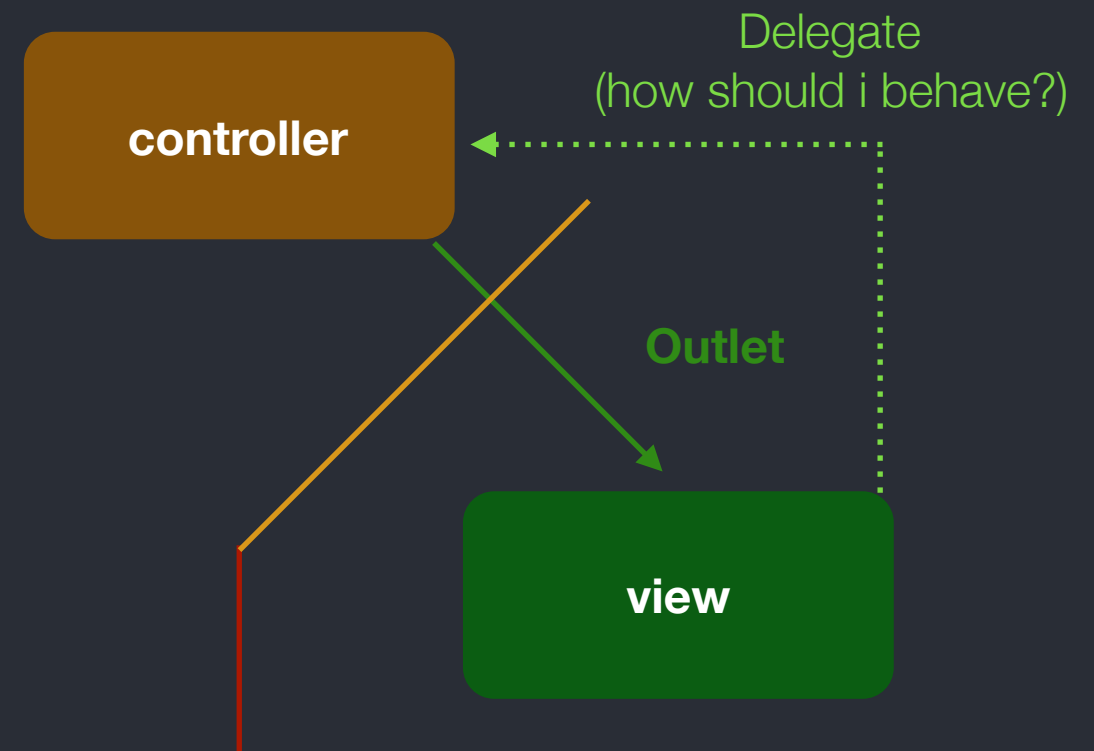 Delegate
(how should i behave?)
controller
Outlet
view